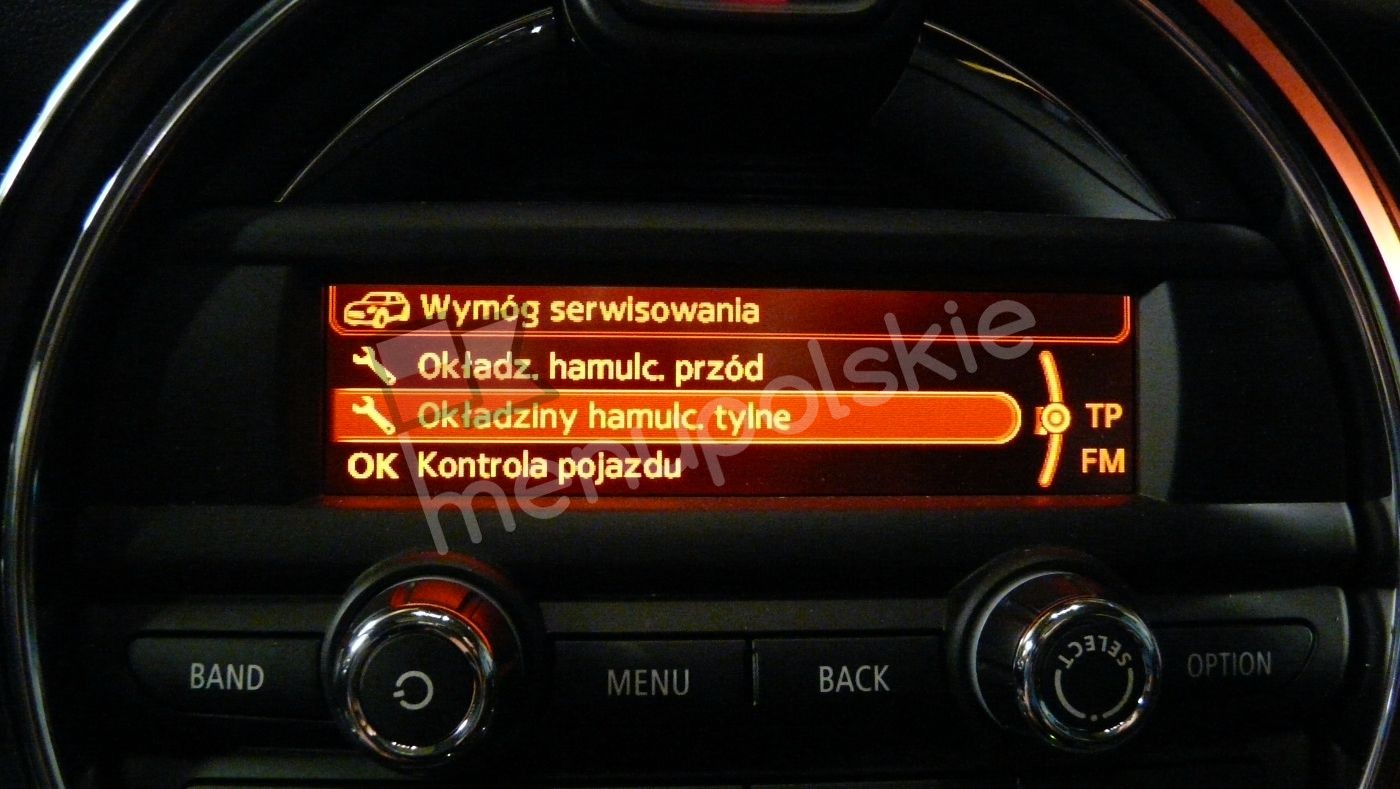 Wymóg serwisowania
Okładz. hamulc. przód
Okładziny hamulc. tylne
TP
OK Kontrola pojazdu
FM
menupolskie
BAND
MENU
BACK
SELECT
OPTION